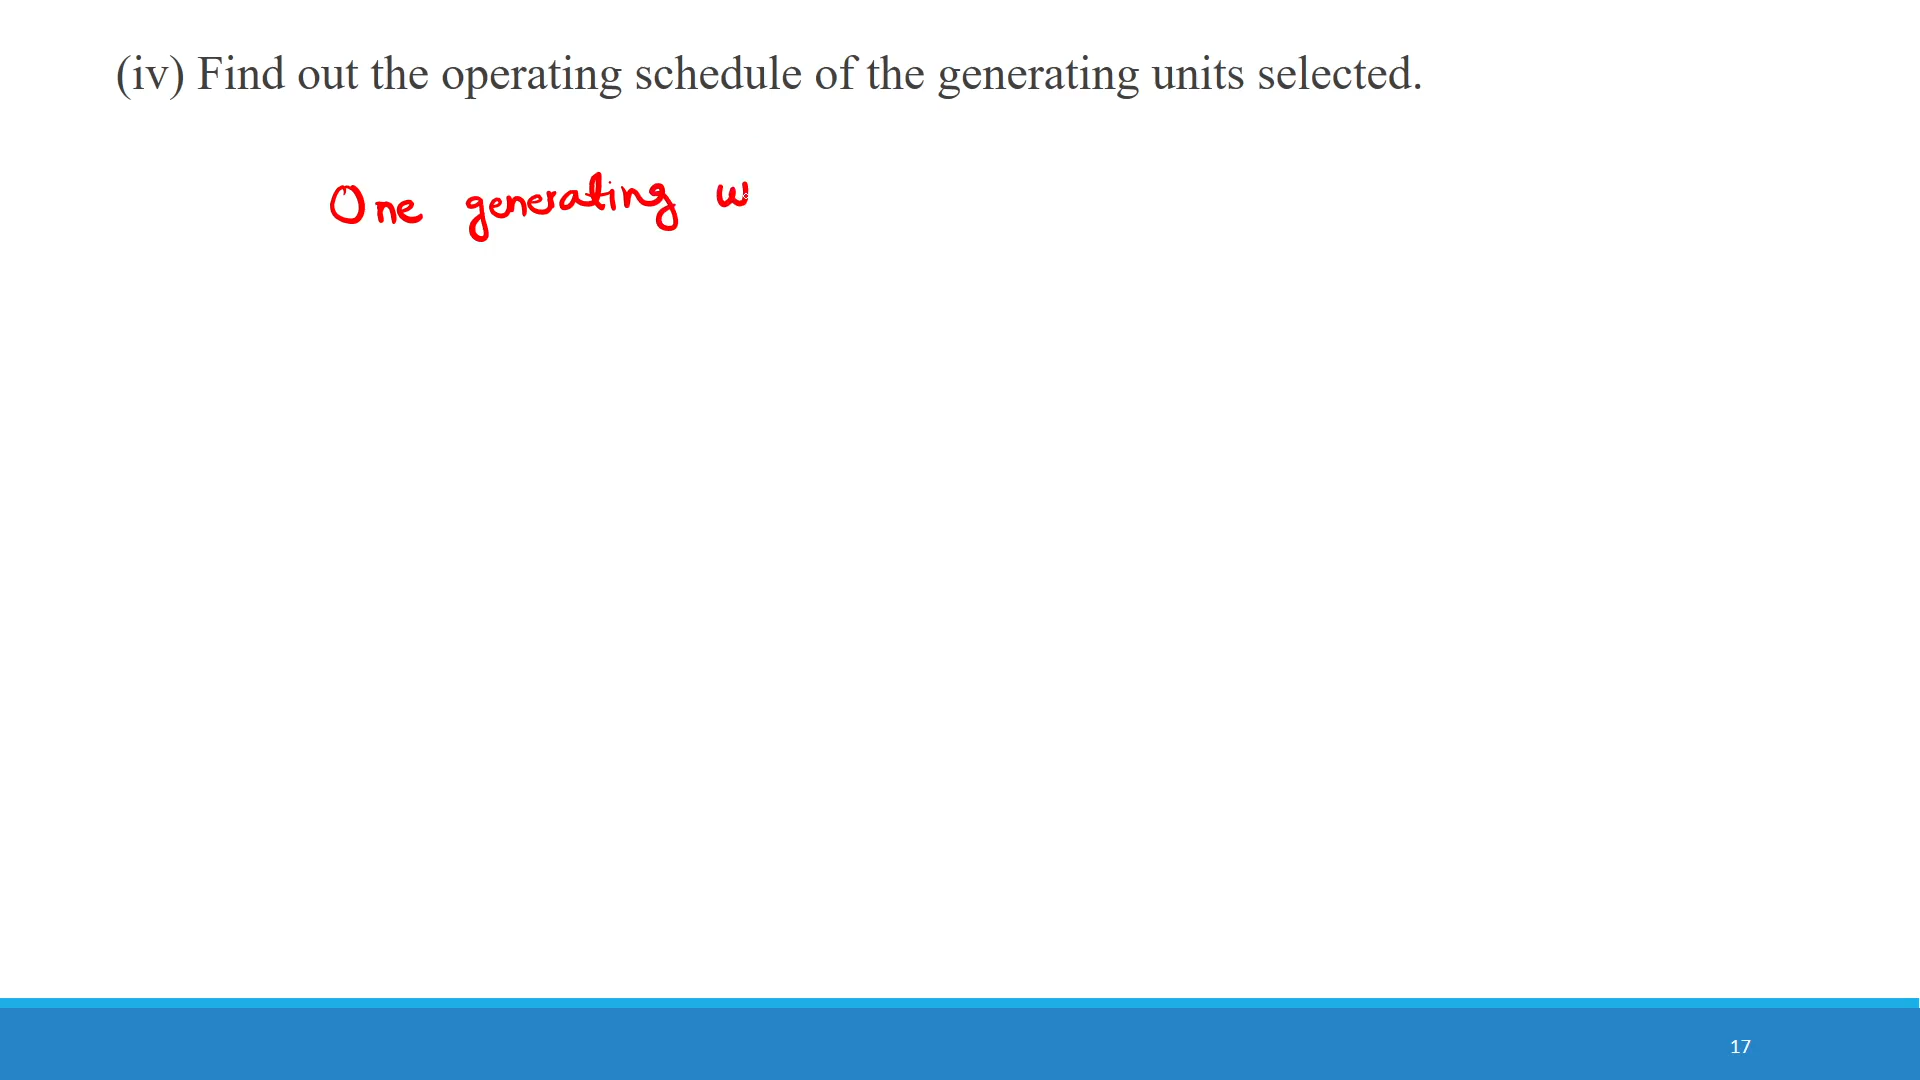 (iv) Find out the operating schedule of the generating units selected.
One generating
17